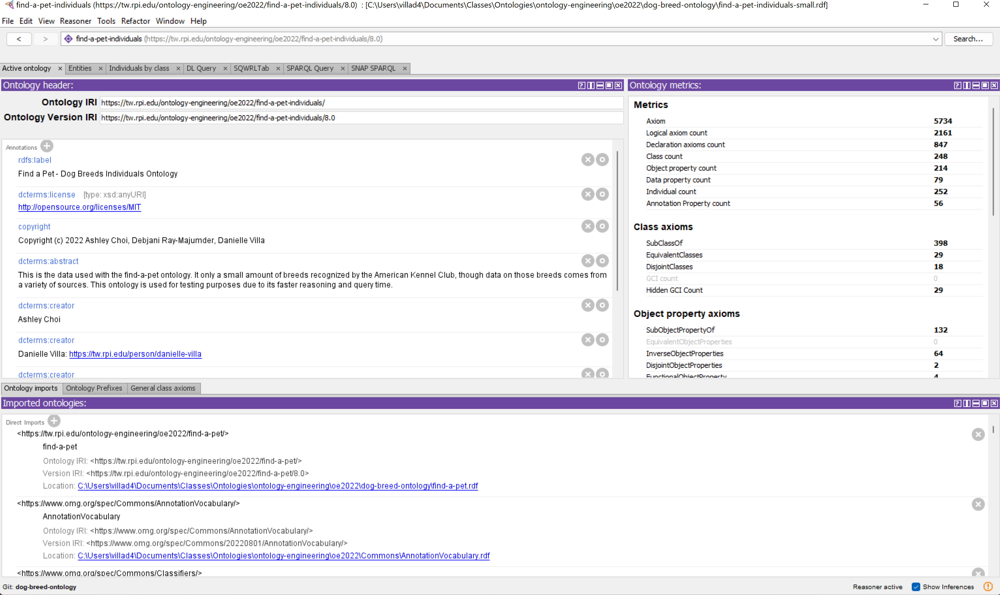 find-a-pet-individuals (https://tw.rpi.edu/ontology-engineering/oe2022/find-a-pet-individuals/8.0) : [C:\Users\villad4\Documents\Classes\Ontologies\ontology-engineering\oe2022\dog-breed-ontology\find-a-pet-individuals-small.rdf]
File Edit View Reasoner Tools Refactor Window Help
< > find-a-pet-individuals (https://tw.rpi.edu/ontology-engineering/oe2022/find-a-pet-individuals/8.0) Search...
Active ontology × Entities × Individuals by class × DL Query × SQWRLTab × SPARQL Query × SNAP SPARQL ×
Ontology header:
Ontology IRI https://tw.rpi.edu/ontology-engineering/oe2022/find-a-pet-individuals/
Ontology Version IRI https://tw.rpi.edu/ontology-engineering/oe2022/find-a-pet-individuals/8.0
Annotations
rdfs:label
Find a Pet - Dog Breeds Individuals Ontology
dcterms:license [type: xsd:anyURI]
http://opensource.org/licenses/MIT
copyright
Copyright (c) 2022 Ashley Choi, Debjani Ray-Majumder, Danielle Villa
dcterms:abstract
This is the data used with the find-a-pet ontology. It only a small amount of breeds recognized by the American Kennel Club, though data on those breeds comes from
a variety of sources. This ontology is used for testing purposes due to its faster reasoning and query time.
dcterms:creator
Ashley Choi
dcterms:creator
Danielle Villa: https://tw.rpi.edu/person/danielle-villa
dcterms:creator
Ontology metrics:
Metrics
Axiom 5734
Logical axiom count 2161
Declaration axioms count 847
Class count 248
Object property count 214
Data property count 79
Individual count 252
Annotation Property count 56
Class axioms
SubClassOf 398
EquivalentClasses 29
DisjointClasses 18
GCI count 0
Hidden GCI Count 29
Object property axioms
SubObjectPropertyOf 132
EquivalentObjectProperties 0
InverseObjectProperties 64
DisjointObjectProperties 2
FunctionalObjectProperty 4
Ontology imports Ontology Prefixes General class axioms
Imported ontologies:
Direct Imports
<https://tw.rpi.edu/ontology-engineering/oe2022/find-a-pet/>
find-a-pet
Ontology IRI: <https://tw.rpi.edu/ontology-engineering/oe2022/find-a-pet/>
Version IRI: <https://tw.rpi.edu/ontology-engineering/oe2022/find-a-pet/8.0>
Location: C:\Users\villad4\Documents\Classes\Ontologies\ontology-engineering\oe2022\dog-breed-ontology\find-a-pet.rdf
<https://www.omg.org/spec/Commons/AnnotationVocabulary/>
AnnotationVocabulary
Ontology IRI: <https://www.omg.org/spec/Commons/AnnotationVocabulary/>
Version IRI: <https://www.omg.org/spec/Commons/20220801/AnnotationVocabulary/>
Location: C:\Users\villad4\Documents\Classes\Ontologies\ontology-engineering\oe2022\Commons\AnnotationVocabulary.rdf
<https://www.omg.org/spec/Commons/Classifiers/>
Git: dog-breed-ontology
Reasoner active Show Inferences